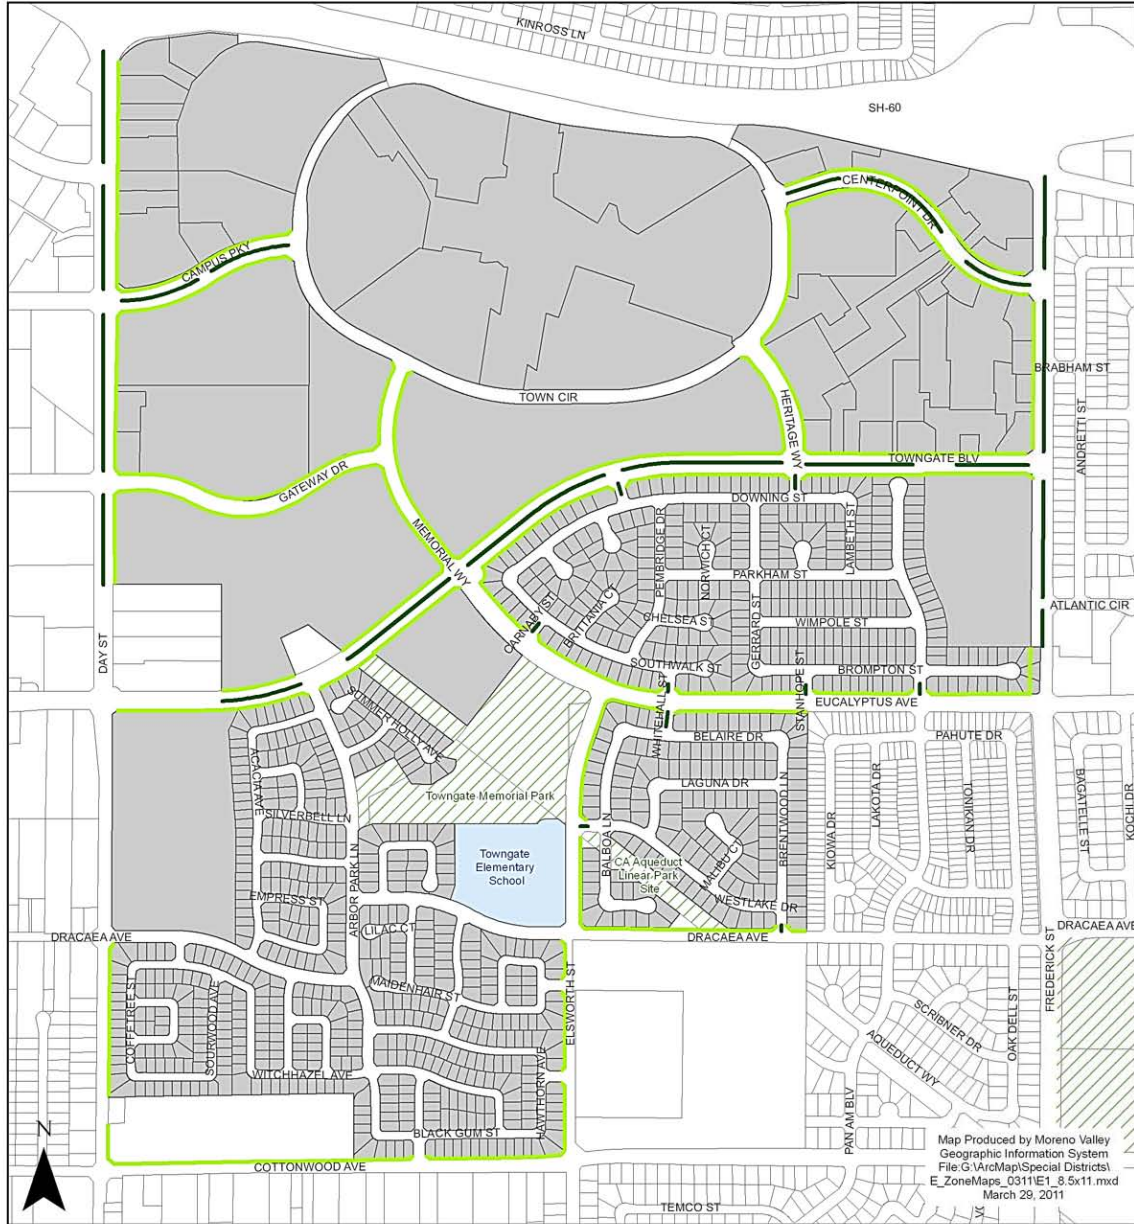 KINROSS LN
SH-60
CENTERPOINT DR
CAMPUS PKY
BRABHAM ST
TOWN CIR
HERITAGE WY
ANDRETTI ST
TOWNGATE BLV
GATEWAY DR
DOWNING ST
LAMBETH ST
PEMBRIDGE DR
NORWICH CT
MEMORIAL WY
PARKHAM ST
ATLANTIC CIR
CARNABY ST
BRITTANIA CT
CHELSEA S
GERRARD ST
WIMPOLE ST
DAY ST
SOUTHWALK ST
BROMPTON ST
STANHOPE ST
WHITEHALL ST
EUCALYPTUS AVE
SUMMER HOLLY AVE
BELAIRE DR
PAHUTE DR
ACACIA AVE
LAGUNA DR
LAKOTA DR
TONIKAN DR
BAGATELLE ST
KOCHI DR
Towngate Memorial Park
SILVERBELL LN
BALBOA LN
BRENTWOOD LN
KIOWA DR
MALIBU CT
Towngate
Elementary
School
CA Aqueduct
Linear Park
Site
ARBOR PARK LN
EMPRESS ST
WESTLAKE DR
LILAC CT
DRACAEA AVE
DRACAEA AVE
DRACAEA AVE
FREDERICK ST
COFFETREE ST
SOURWOOD AVE
MAIDENHAIR ST
ELSWORTH ST
SCRIBNER DR
OAK DELL ST
AQUEDUCT WY
WITCHHAZEL AVE
HAWTHORN AVE
PAN AM BLV
BLACK GUM ST
COTTONWOOD AVE
TEMCO ST
N
Map Produced by Moreno Valley
Geographic Information System
File:G:\ArcMap\Special Districts\
E_ZoneMaps_0311\E1_8.5x11.mxd
March 29, 2011